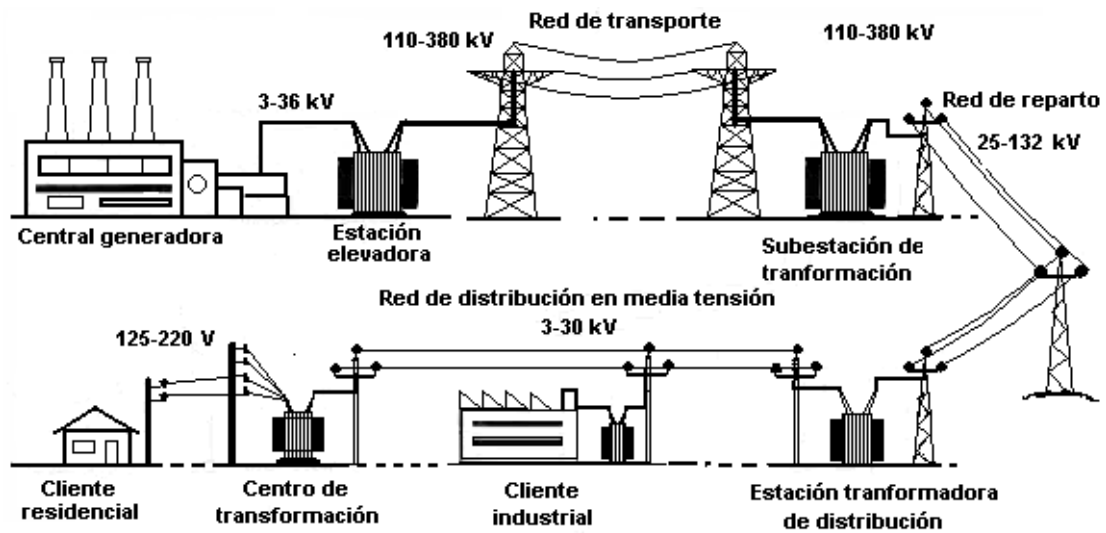 Red de transporte
110-380 kV
110-380 kV
3-36 kV
Red de reparto
25-132 kV
Central generadora
Estación
elevadora
Subestación de
tranformación
Red de distribución en media tensión
3-30 kV
125-220 V
Cliente
residencial
Centro de
transformación
Cliente
industrial
Estación tranformadora
de distribución